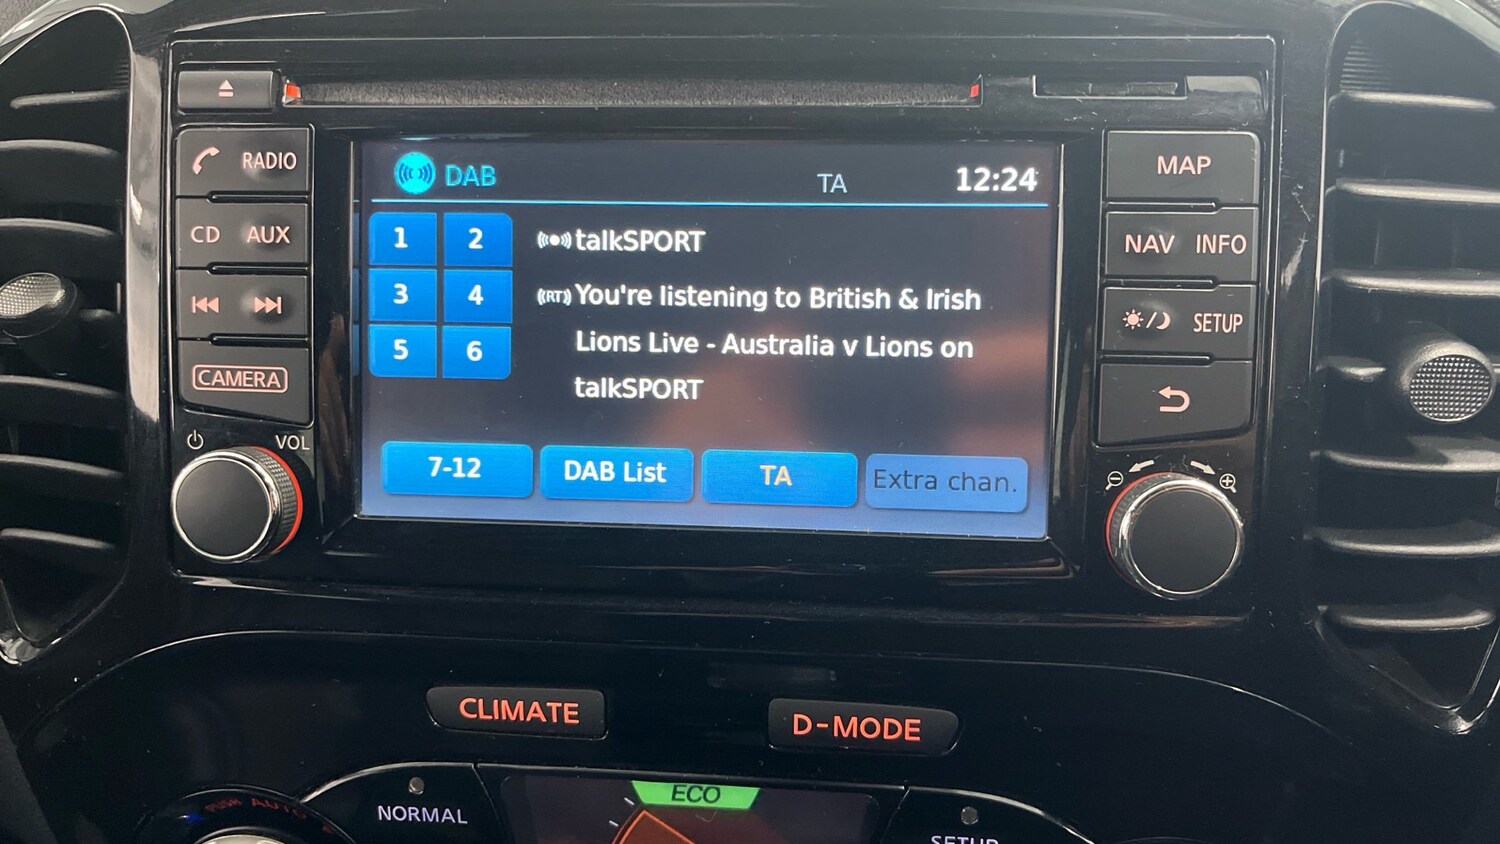 RADIO
CD AUX
CAMERA
VOL
DAB
TA
12:24
1 2
3 4
5 6
talkSPORT
(RT) You're listening to British & Irish
Lions Live - Australia v Lions on
talkSPORT
7-12
DAB List
TA
Extra chan.
MAP
NAV INFO
SETUP
CLIMATE
D-MODE
NORMAL
ECO
SETUP